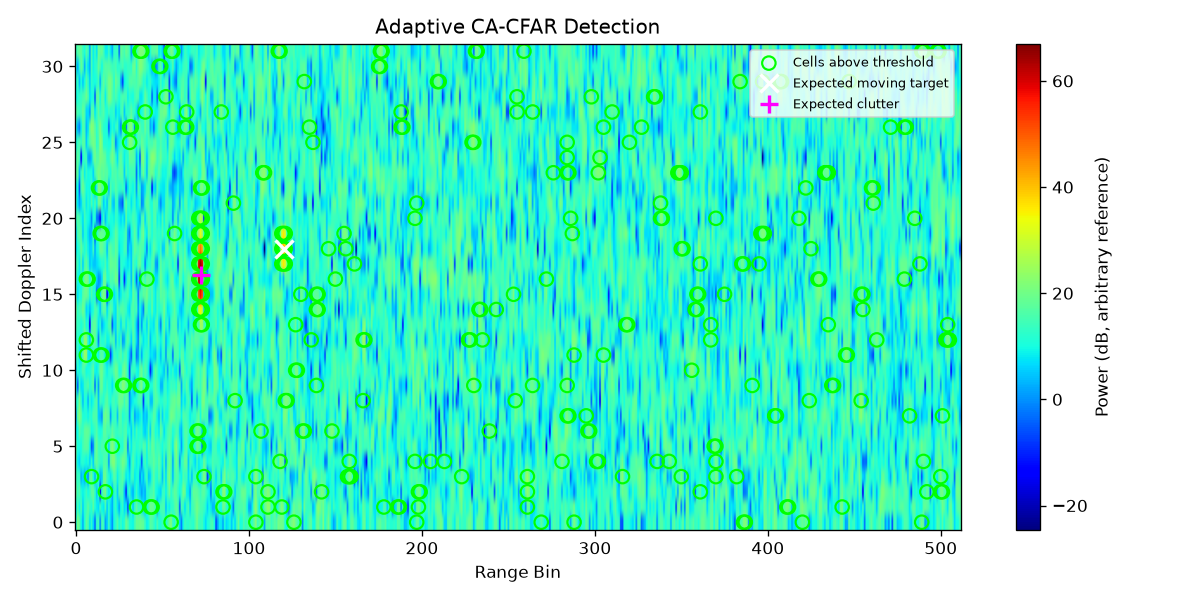 Adaptive CA-CFAR Detection
Cells above threshold
Expected moving target
Expected clutter
Shifted Doppler Index
30
25
20
15
10
5
0
0
100
200
300
400
500
Range Bin
60
40
20
0
−20
Power (dB, arbitrary reference)